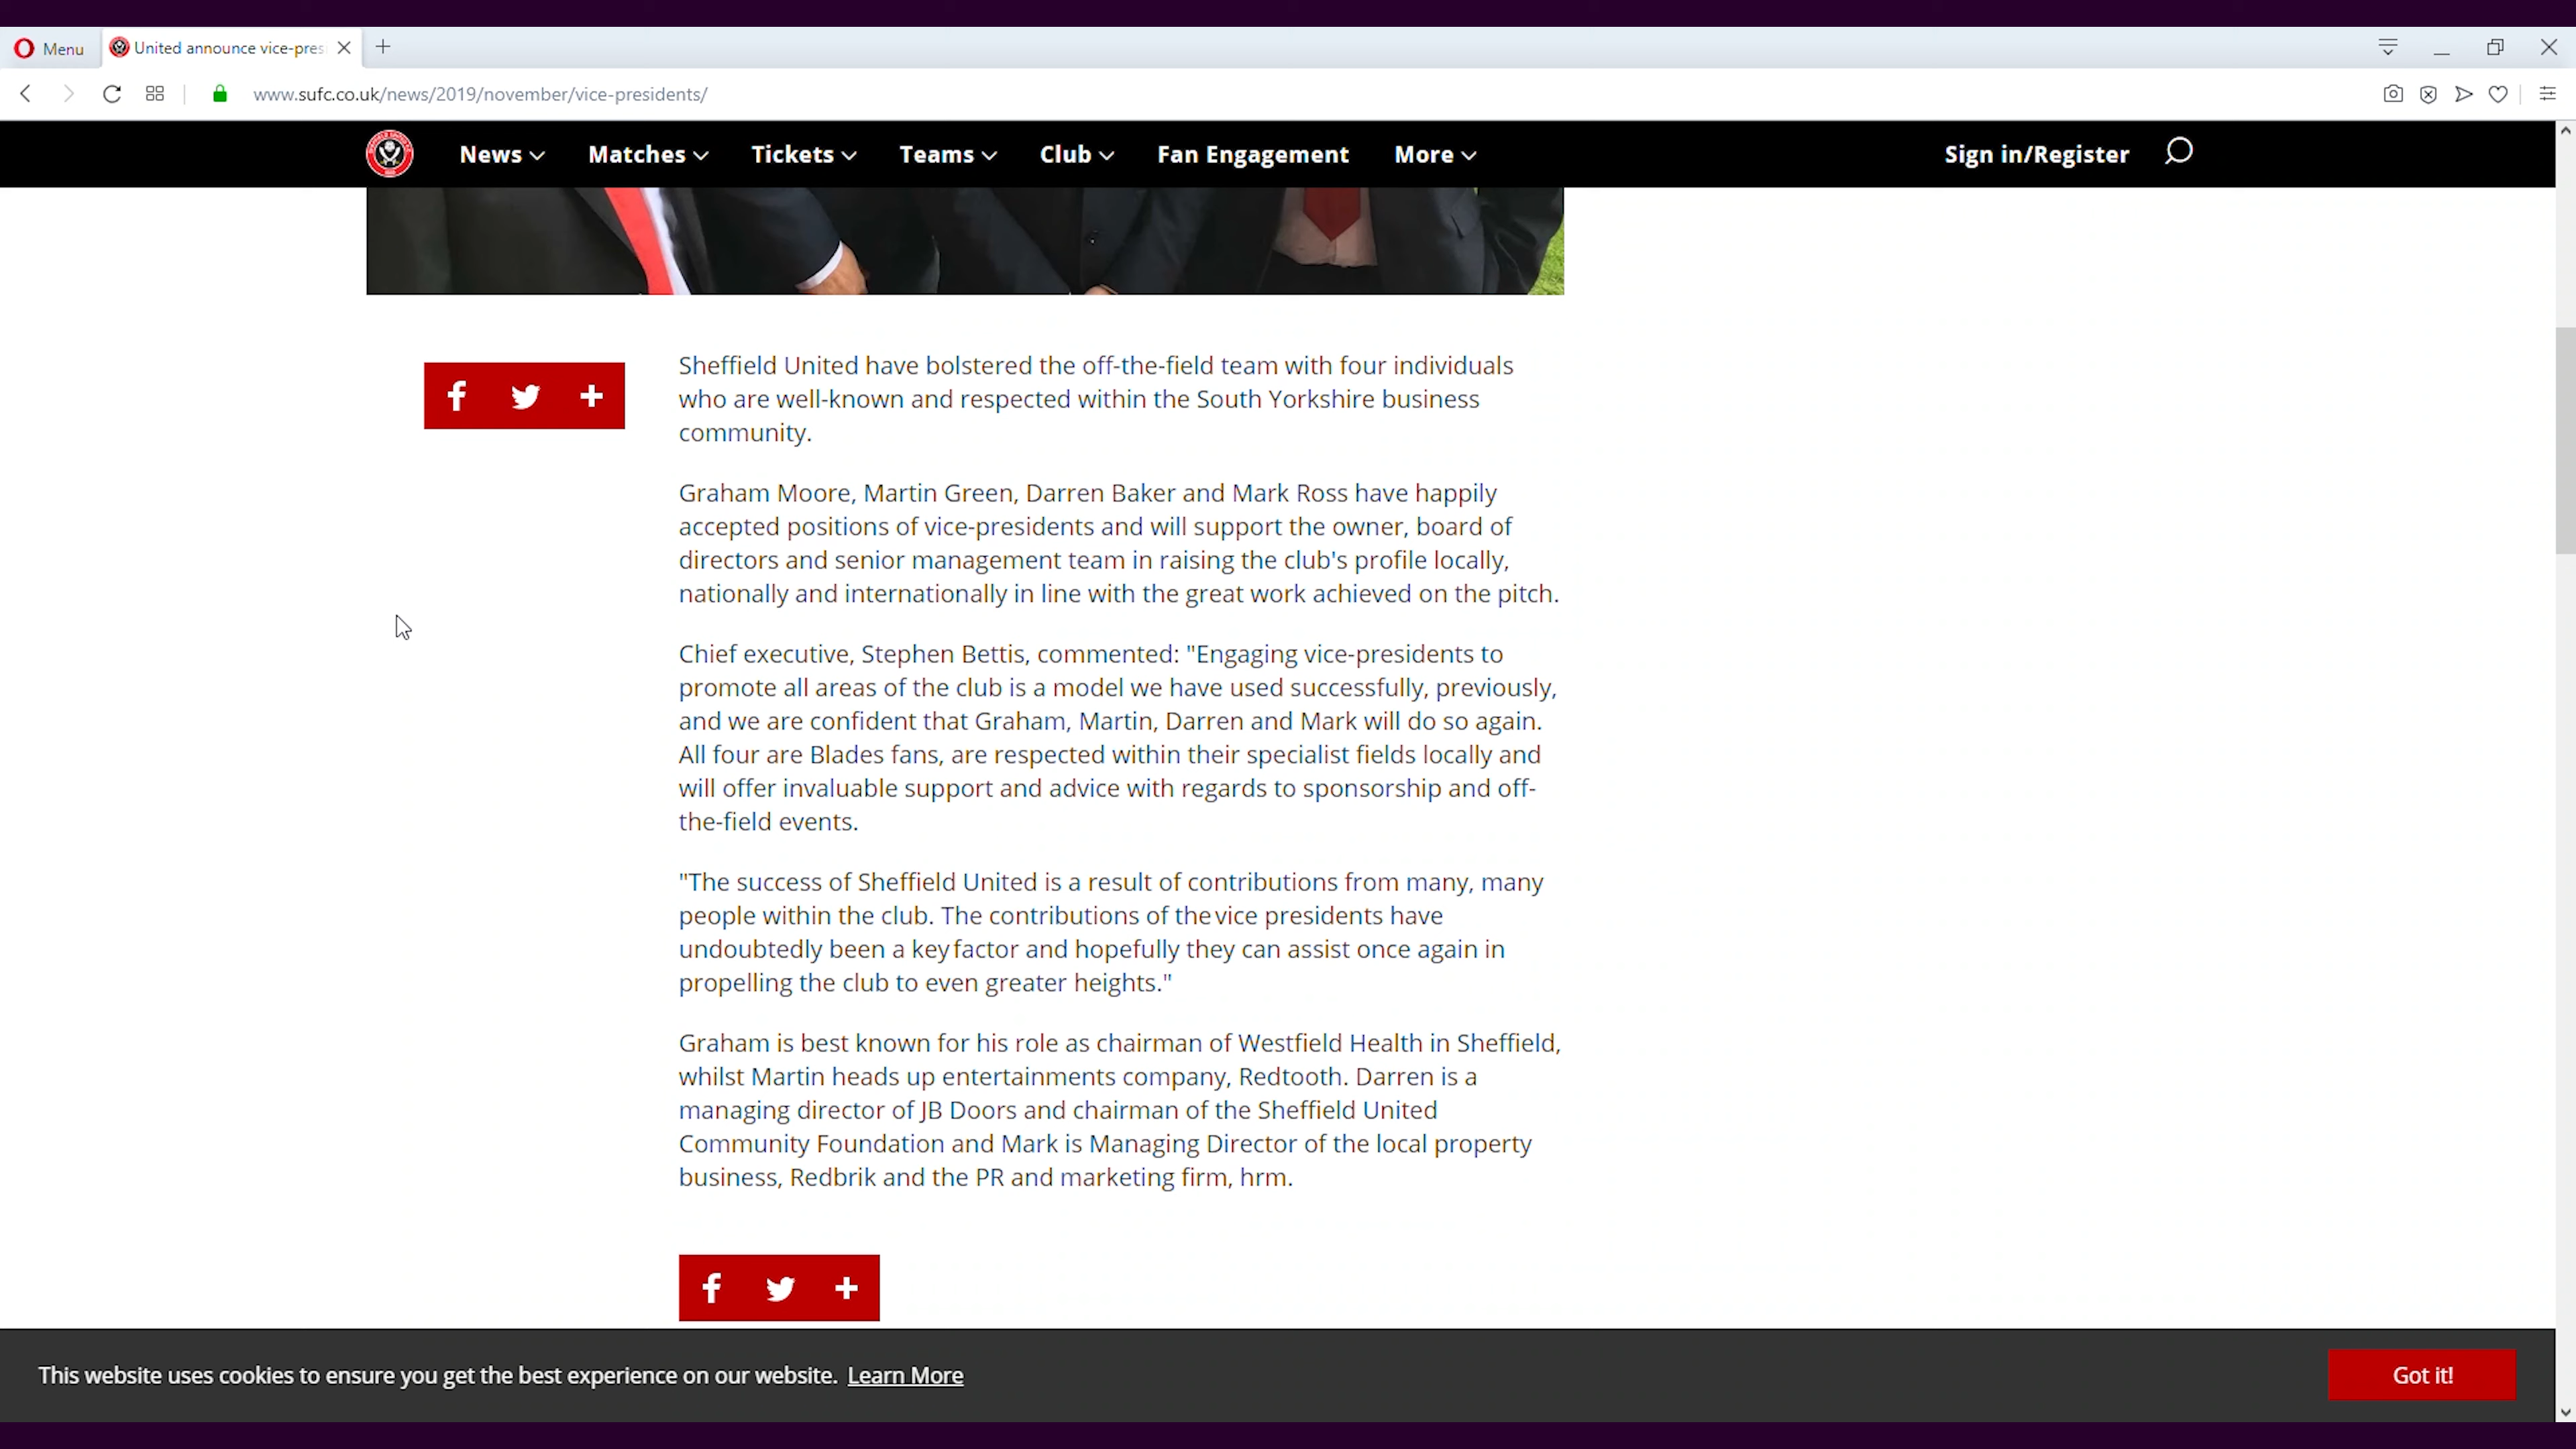 Menu
United announce vice-pres
www.sufc.co.uk/news/2019/november/vice-presidents/
News
Matches
Tickets
Teams
Club
Fan Engagement
More
Sign in/Register
Sheffield United have bolstered the off-the-field team with four individuals
who are well-known and respected within the South Yorkshire business
community.
Graham Moore, Martin Green, Darren Baker and Mark Ross have happily
accepted positions of vice-presidents and will support the owner, board of
directors and senior management team in raising the club's profile locally,
nationally and internationally in line with the great work achieved on the pitch.
Chief executive, Stephen Bettis, commented: "Engaging vice-presidents to
promote all areas of the club is a model we have used successfully, previously,
and we are confident that Graham, Martin, Darren and Mark will do so again.
All four are Blades fans, are respected within their specialist fields locally and
will offer invaluable support and advice with regards to sponsorship and off-
the-field events.
"The success of Sheffield United is a result of contributions from many, many
people within the club. The contributions of the vice presidents have
undoubtedly been a key factor and hopefully they can assist once again in
propelling the club to even greater heights."
Graham is best known for his role as chairman of Westfield Health in Sheffield,
whilst Martin heads up entertainments company, Redtooth. Darren is a
managing director of JB Doors and chairman of the Sheffield United
Community Foundation and Mark is Managing Director of the local property
business, Redbrik and the PR and marketing firm, hrm.
This website uses cookies to ensure you get the best experience on our website. Learn More
Got it!